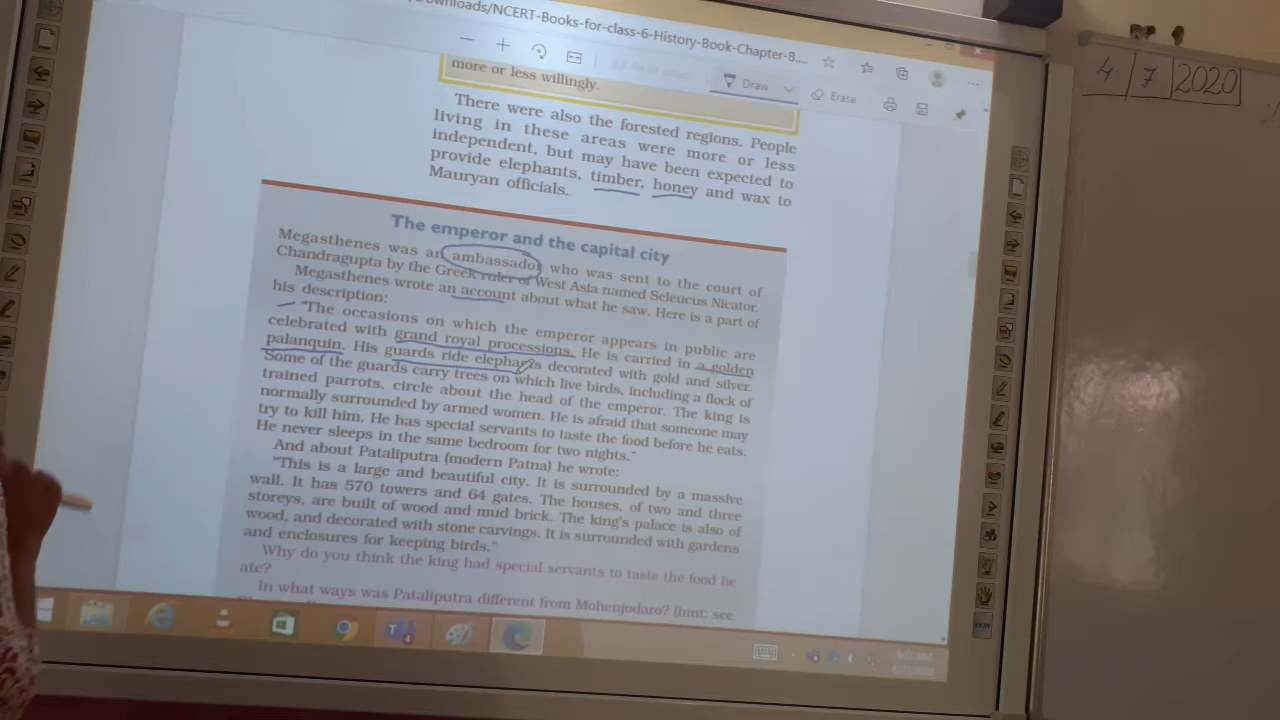 Downloads/NCERT-Books-for-class-6-History-Book-Chapter-8....
Draw
Erase
4 7 2020
more or less willingly.
There were also the forested regions. People
living in these areas were more or less
independent, but may have been expected to
provide elephants, timber, honey and wax to
Mauryan officials.
The emperor and the capital city
Megasthenes was an ambassador who was sent to the court of
Chandragupta by the Greek ruler of West Asia named Seleucus Nicator.
Megasthenes wrote an account about what he saw. Here is a part of
his description:
"The occasions on which the emperor appears in public are
celebrated with grand royal processions. He is carried in a golden
palanquin. His guards ride elephants decorated with gold and silver.
Some of the guards carry trees on which live birds, including a flock of
trained parrots, circle about the head of the emperor. The king is
normally surrounded by armed women. He is afraid that someone may
try to kill him. He has special servants to taste the food before he eats.
He never sleeps in the same bedroom for two nights."
And about Pataliputra (modern Patna) he wrote:
"This is a large and beautiful city. It is surrounded by a massive
wall. It has 570 towers and 64 gates. The houses, of two and three
storeys, are built of wood and mud brick. The king's palace is also of
wood, and decorated with stone carvings. It is surrounded with gardens
and enclosures for keeping birds."
Why do you think the king had special servants to taste the food he
ate?
In what ways was Pataliputra different from Mohenjodaro? (hint: see